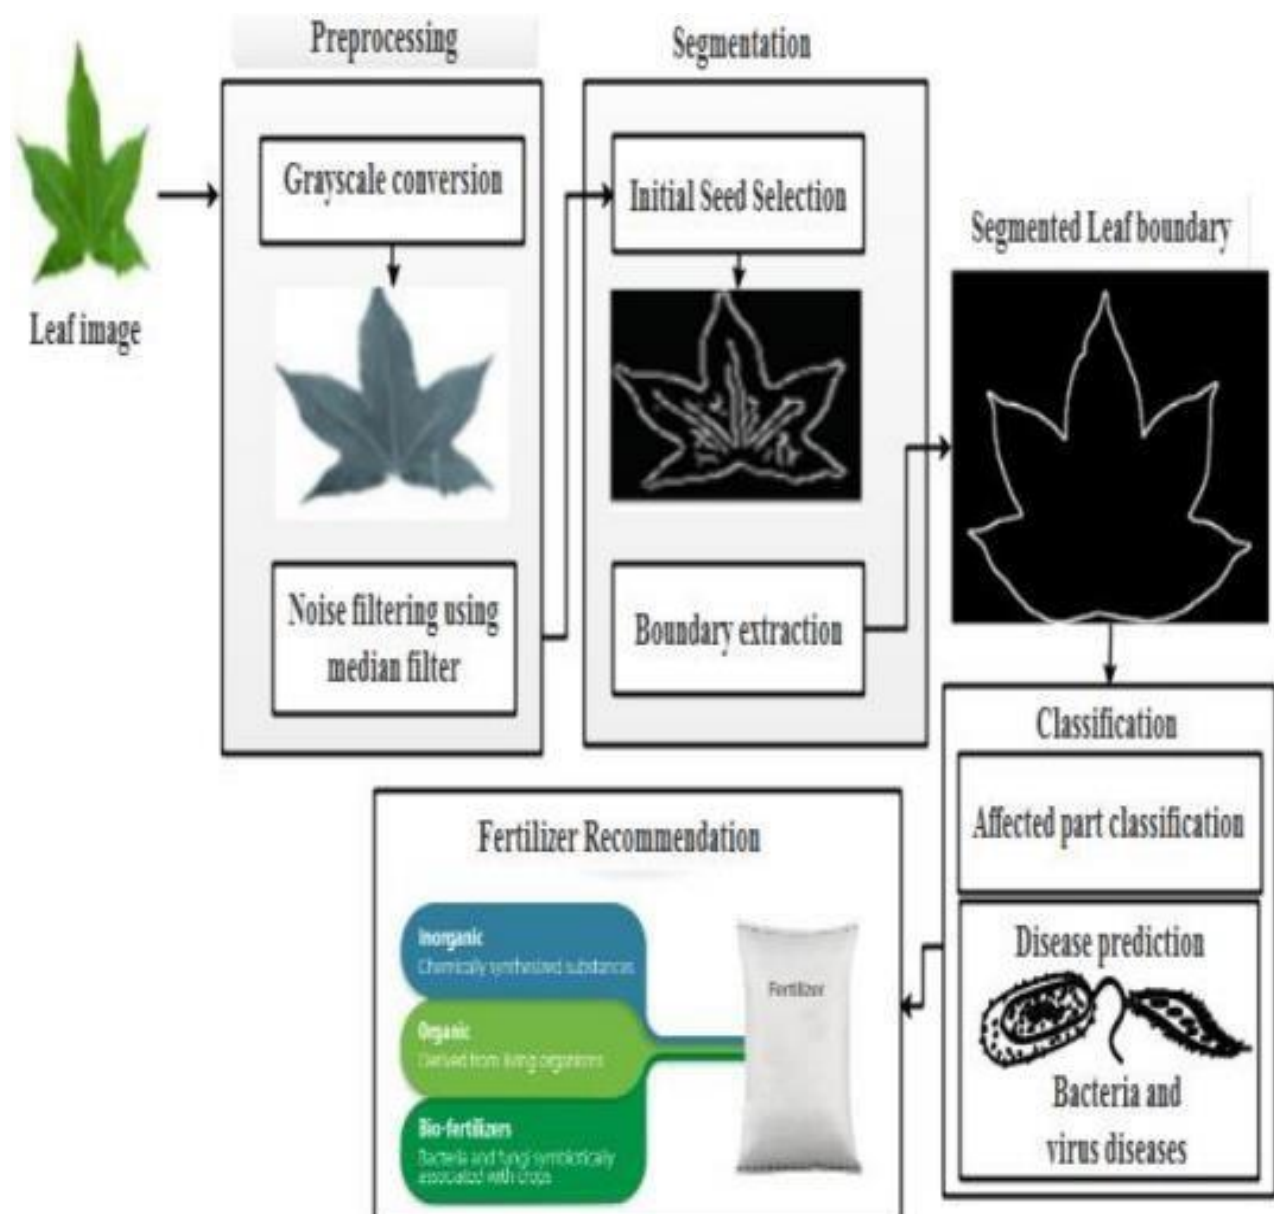 Preprocessing
Segmentation
Grayscale conversion
Initial Seed Selection
Segmented Leaf boundary
Leaf image
Noise filtering using
median filter
Boundary extraction
Classification
Affected part classification
Disease prediction
Bacteria and
virus diseases
Fertilizer Recommendation
Inorganic
Chemically synthesized substances
Organic
Derived from living organisms
Bio-fertilizers
Bacteria and fungi symbiotically
associated with crops
Fertilizer